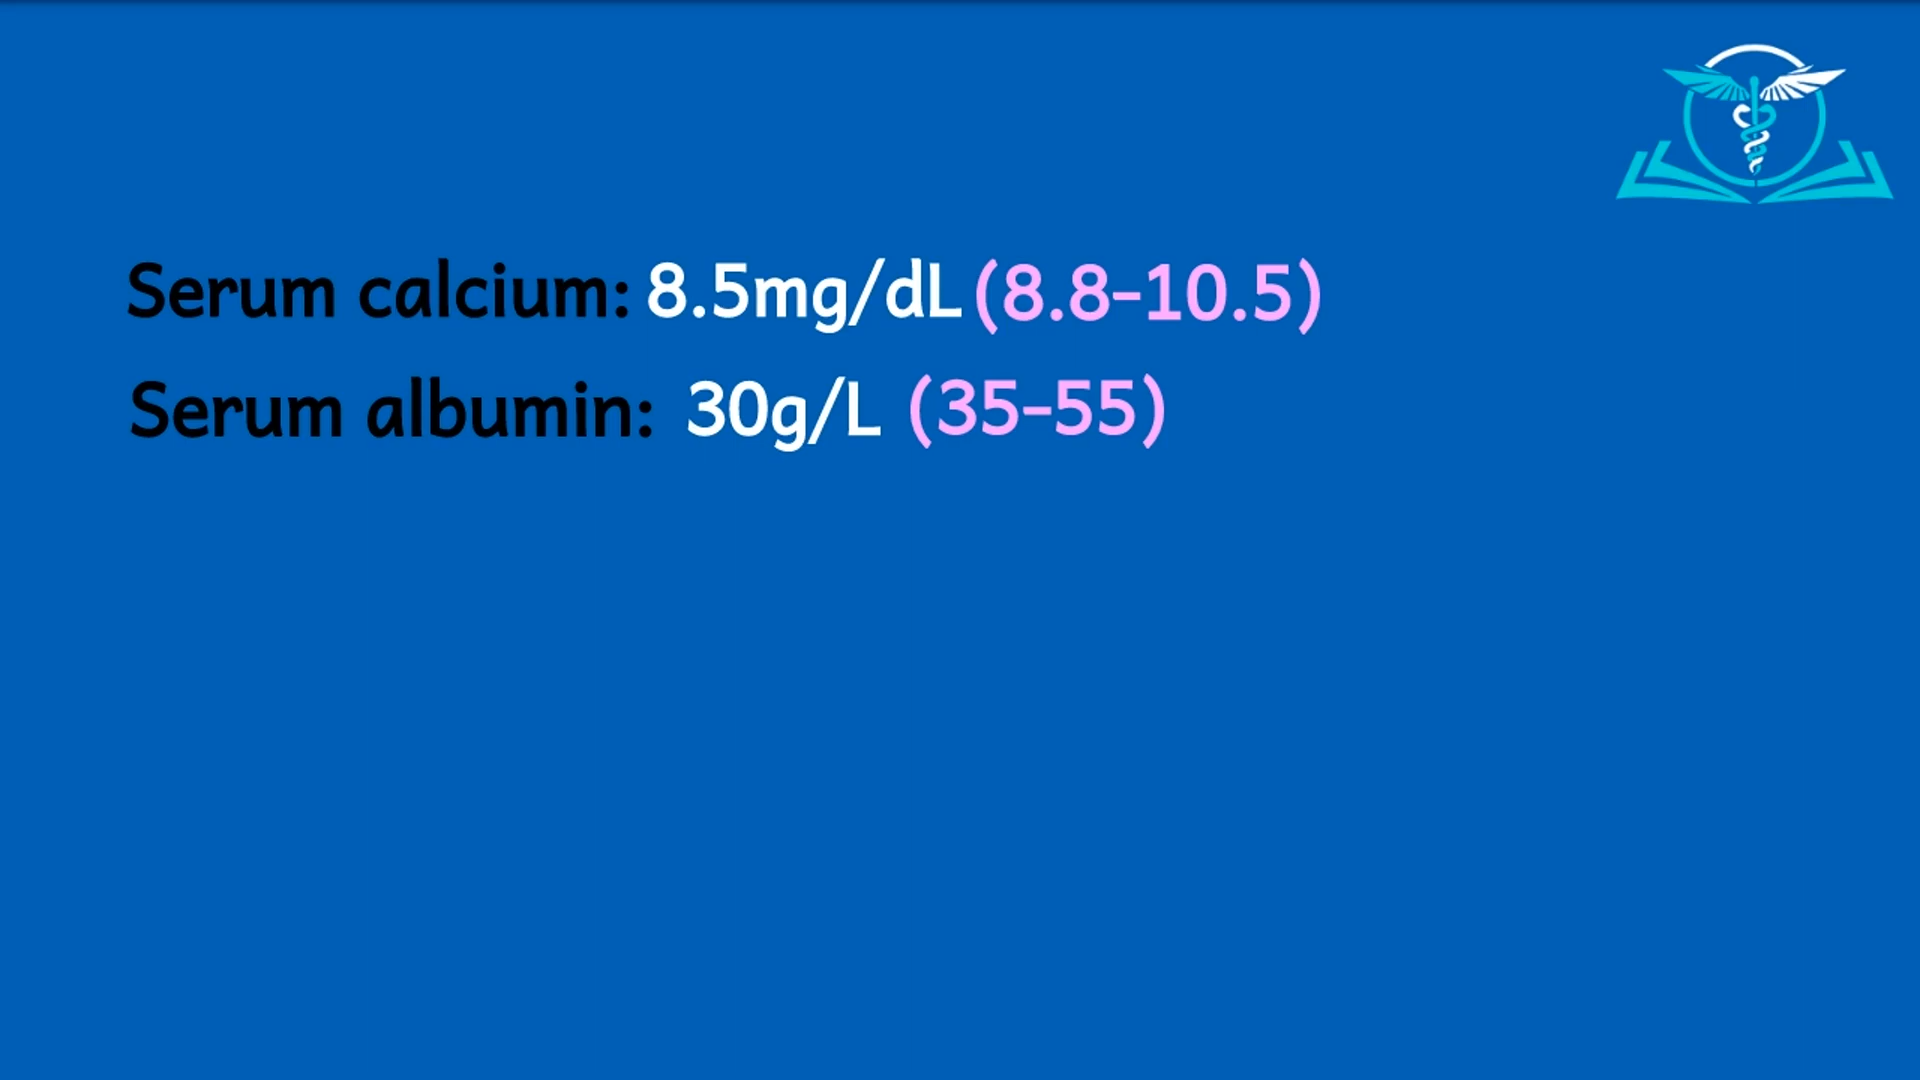 Serum calcium: 8.5mg/dL (8.8-10.5)
Serum albumin: 30g/L (35-55)